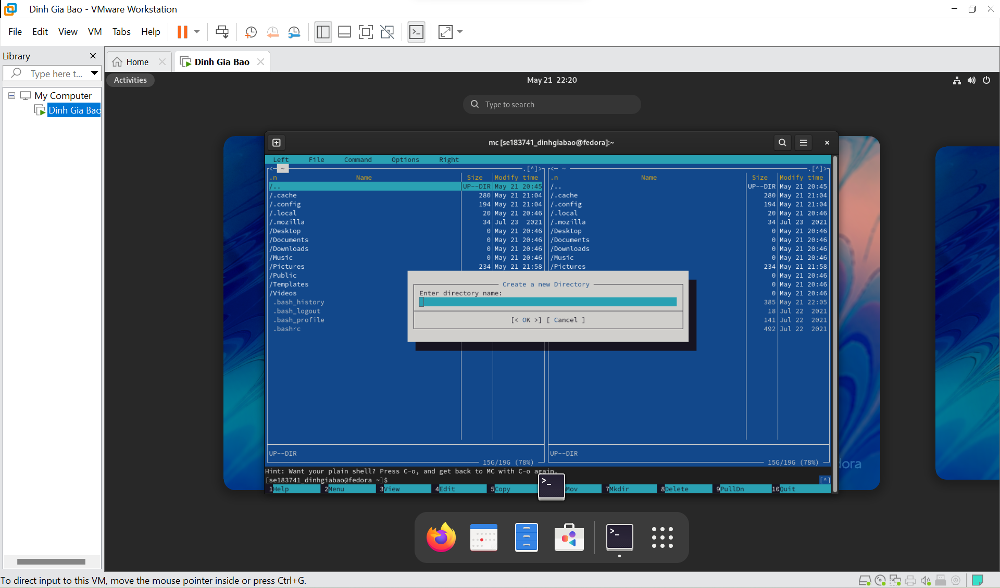 Dinh Gia Bao - VMware Workstation
File Edit View VM Tabs Help
Library
Type here t...
My Computer
Dinh Gia Bao
Home
Dinh Gia Bao
Activities
May 21 22:20
Type to search
mc [se183741_dinhgiabao@fedora]:~
Left File Command Options Right
<─ ~ .[^]> <─ ~ .[^]>
.n Name Size Modify time .n Name Size Modify time
/.. UP--DIR May 21 20:45 /.. UP--DIR May 21 20:45
/.cache 280 May 21 21:04 /.cache 280 May 21 21:04
/.config 194 May 21 21:04 /.config 194 May 21 21:04
/.local 20 May 21 20:46 /.local 20 May 21 20:46
/.mozilla 34 Jul 23 2021 /.mozilla 34 Jul 23 2021
/Desktop 0 May 21 20:46 /Desktop 0 May 21 20:46
/Documents 0 May 21 20:46 /Documents 0 May 21 20:46
/Downloads 0 May 21 20:46 /Downloads 0 May 21 20:46
/Music 0 May 21 20:46 /Music 0 May 21 20:46
/Pictures 234 May 21 21:58 /Pictures 234 May 21 21:58
/Public 0 May 21 20:46
/Templates 0 May 21 20:46
/Videos 0 May 21 20:46
.bash_history 385 May 21 22:05
.bash_logout 18 Jul 22 2021
.bash_profile 141 Jul 22 2021
.bashrc 492 Jul 22 2021
Create a new Directory
Enter directory name:
[< OK >] [ Cancel ]
UP--DIR UP--DIR
15G/19G (78%) 15G/19G (78%)
Hint: Want your plain shell? Press C-o, and get back to MC with C-o again.
[se183741_dinhgiabao@fedora ~]$ [^]
1Help 2Menu 3View 4Edit 5Copy Mov 7Mkdir 8Delete 9PullDn 10Quit
dora
To direct input to this VM, move the mouse pointer inside or press Ctrl+G.